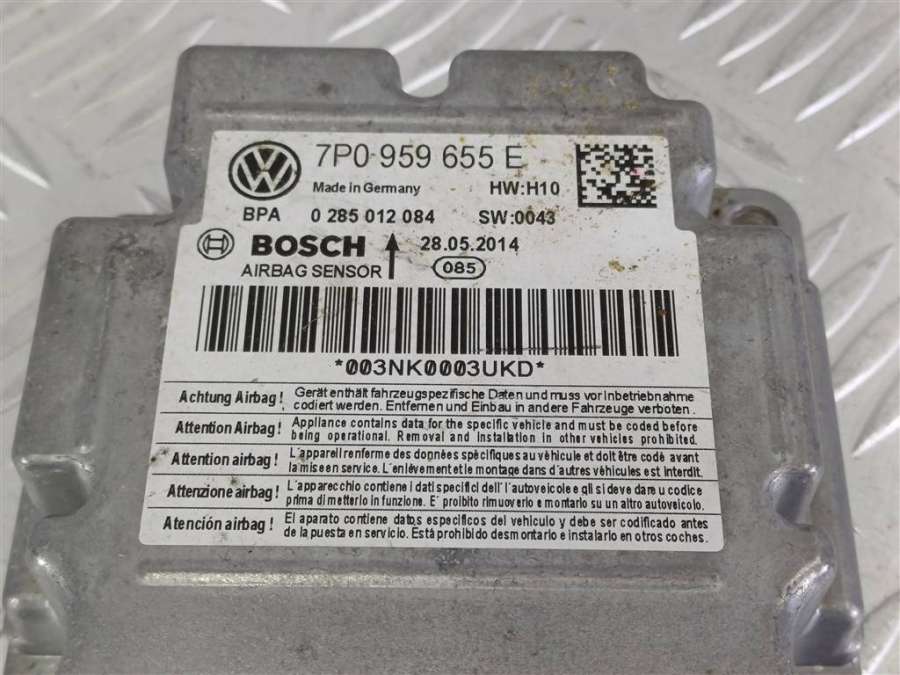 7P0 959 655 E
Made in Germany HW:H10
BPA 0 285 012 084 SW:0043
BOSCH 28.05.2014
AIRBAG SENSOR 085
*003NK0003UKD*
Achtung Airbag! Gerät enthält fahrzeugspezifische Daten und muss vor Inbetriebnahme
codiert werden. Entfernen und Einbau in andere Fahrzeuge verboten.
Attention Airbag! Appliance contains data for the specific vehicle and must be coded before
being operational. Removal and Installation in other vehicles prohibited.
Attention airbag! L'appareil renferme des données spécifiques au véhicule et doit être codé avant
la mise en service. L'enlèvement et le montage dans d'autres véhicules est interdit.
Attenzione airbag! L'apparecchio contiene i dati specifici dell'autoveicolo e gli si deve dare u codice
prima di metterlo in funzione. E' proibito rimuoverlo e montarlo su un altro autoveicolo.
Atención airbag! El aparato contiene datos especificos del vehiculo y debe ser codificado antes
de la puesta en servicio. Está prohibido desmontarlo e instalarlo en otros coches.